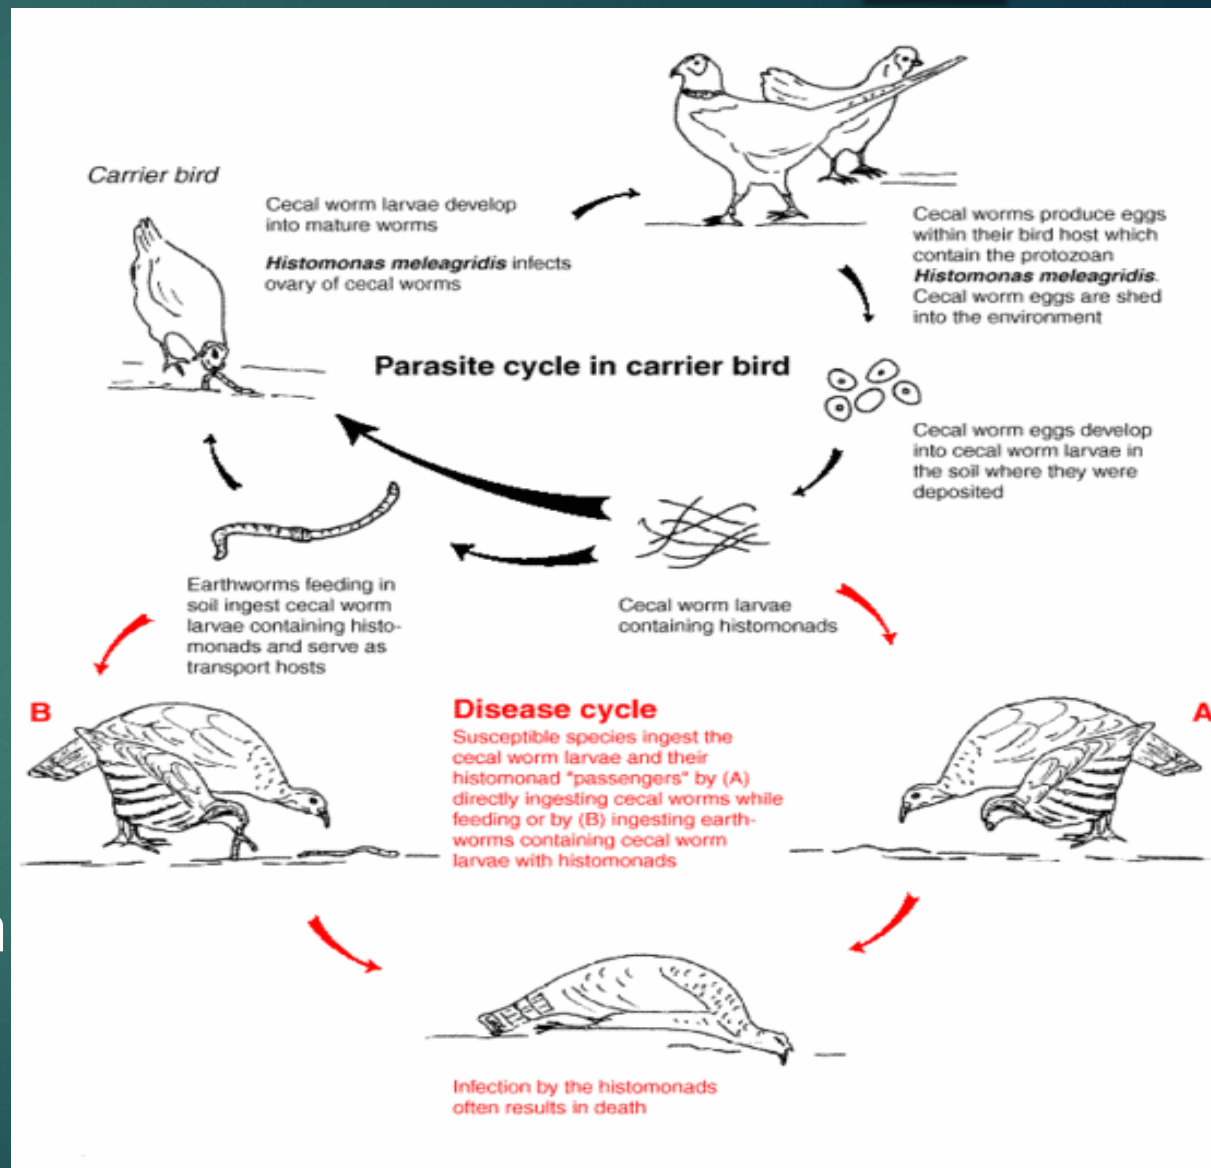 Carrier bird
Cecal worm larvae develop
into mature worms
Histomonas meleagridis infects
ovary of cecal worms
Cecal worms produce eggs
within their bird host which
contain the protozoan
Histomonas meleagridis.
Cecal worm eggs are shed
into the environment
Parasite cycle in carrier bird
Cecal worm eggs develop
into cecal worm larvae in
the soil where they were
deposited
Earthworms feeding in
soil ingest cecal worm
larvae containing histo-
monads and serve as
transport hosts
Cecal worm larvae
containing histomonads
B
Disease cycle
Susceptible species ingest the
cecal worm larvae and their
histomonad "passengers" by (A)
directly ingesting cecal worms while
feeding or by (B) ingesting earth-
worms containing cecal worm
larvae with histomonads
A
Infection by the histomonads
often results in death